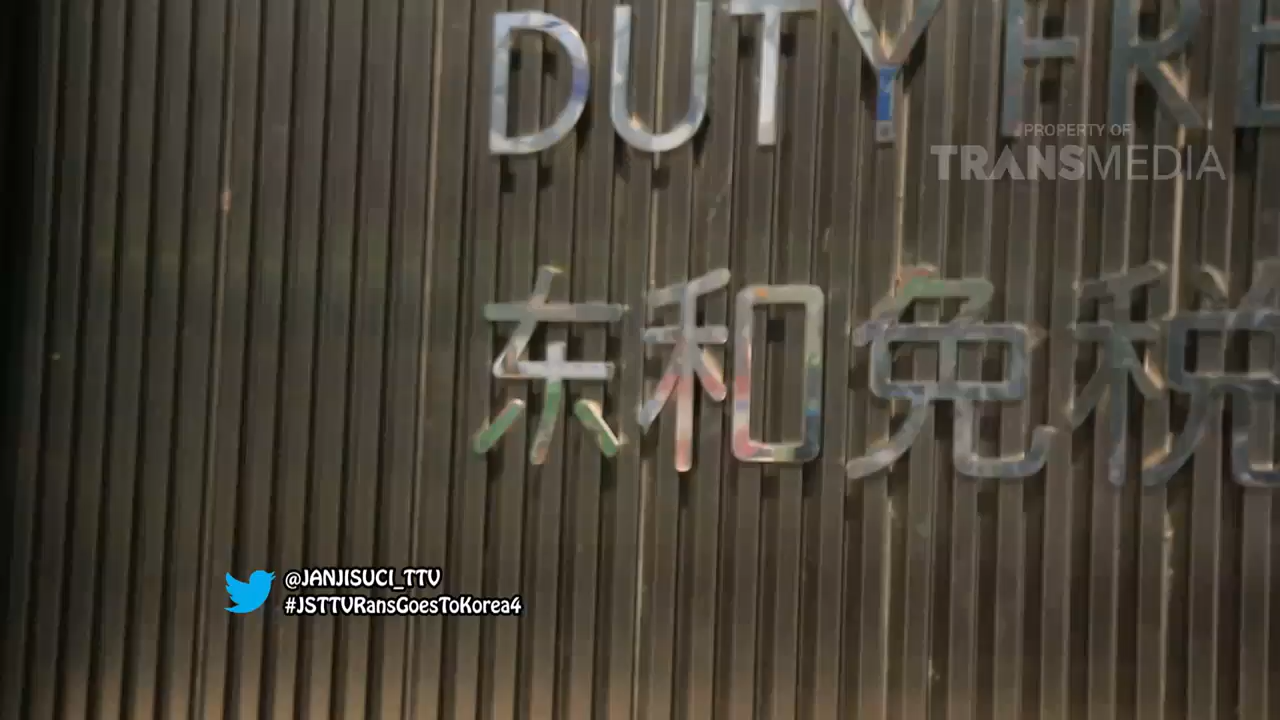 DUTY FRE
PROPERTY OF
TRANSMEDIA
东和免税
@JANJISUCI_TTV
#JSTTVRansGoesToKorea4